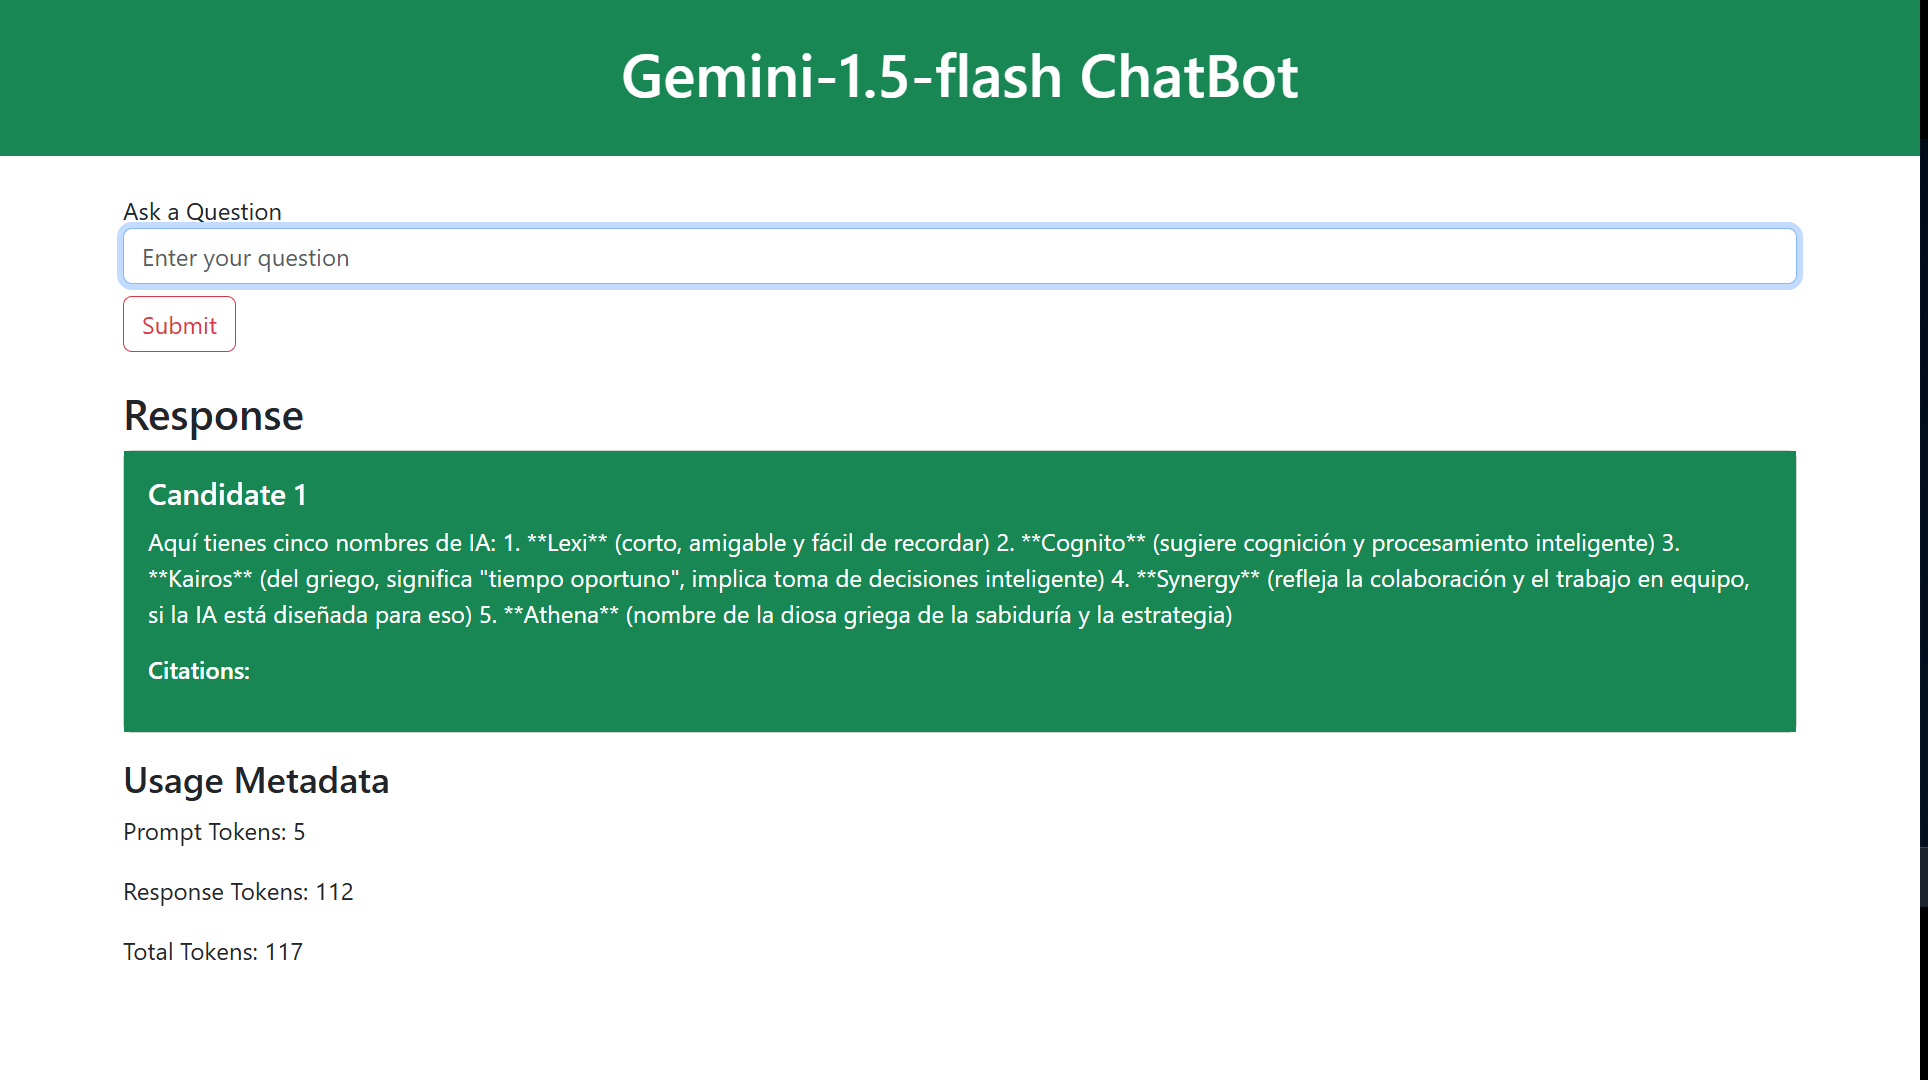 Gemini-1.5-flash ChatBot
Ask a Question
Enter your question
Submit
Response
Candidate 1
Aquí tienes cinco nombres de IA: 1. **Lexi** (corto, amigable y fácil de recordar) 2. **Cognito** (sugiere cognición y procesamiento inteligente) 3.
**Kairos** (del griego, significa "tiempo oportuno", implica toma de decisiones inteligente) 4. **Synergy** (refleja la colaboración y el trabajo en equipo,
si la IA está diseñada para eso) 5. **Athena** (nombre de la diosa griega de la sabiduría y la estrategia)
Citations:
Usage Metadata
Prompt Tokens: 5
Response Tokens: 112
Total Tokens: 117